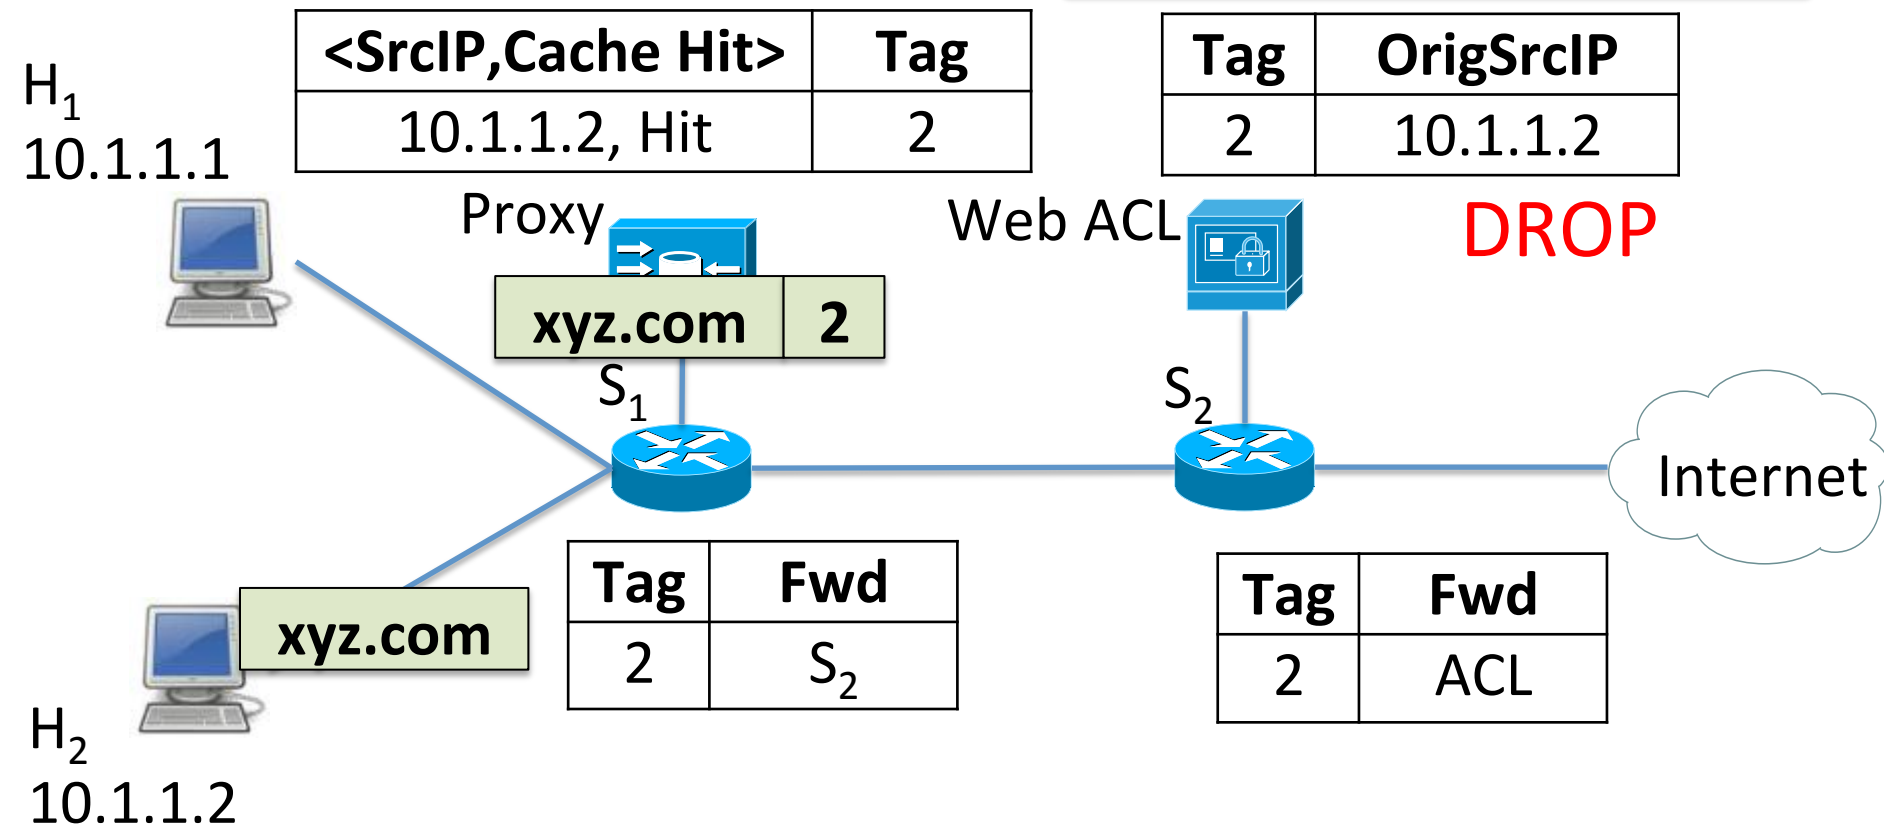 <SrcIP,Cache Hit> Tag
10.1.1.2, Hit 2
Tag OrigSrcIP
2 10.1.1.2
H1
10.1.1.1
Proxy
Web ACL
DROP
xyz.com 2
S1
S2
Internet
xyz.com
Tag Fwd
2 S2
Tag Fwd
2 ACL
H2
10.1.1.2